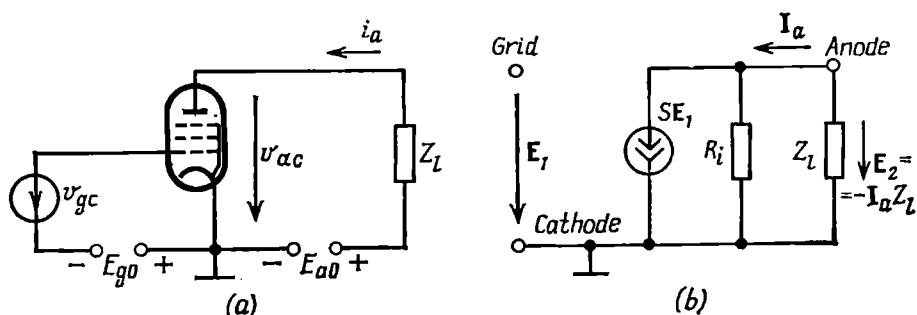 i_a
v_ac
Z_l
v_gc
- E_g0 +
- E_a0 +
(a)
I_a
Grid
Anode
SE_1
E_1
R_i
Z_l
E_2 =
= -I_a Z_l
Cathode
(b)